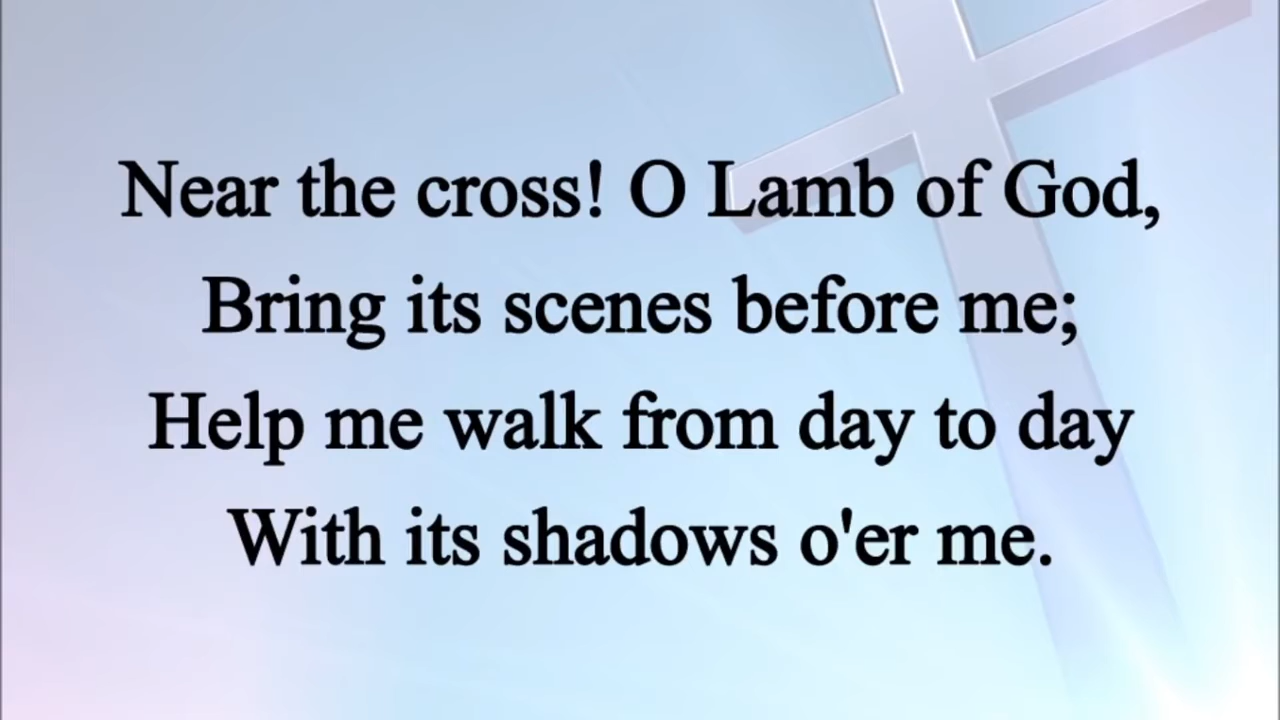 Near the cross! O Lamb of God,
Bring its scenes before me;
Help me walk from day to day
With its shadows o'er me.